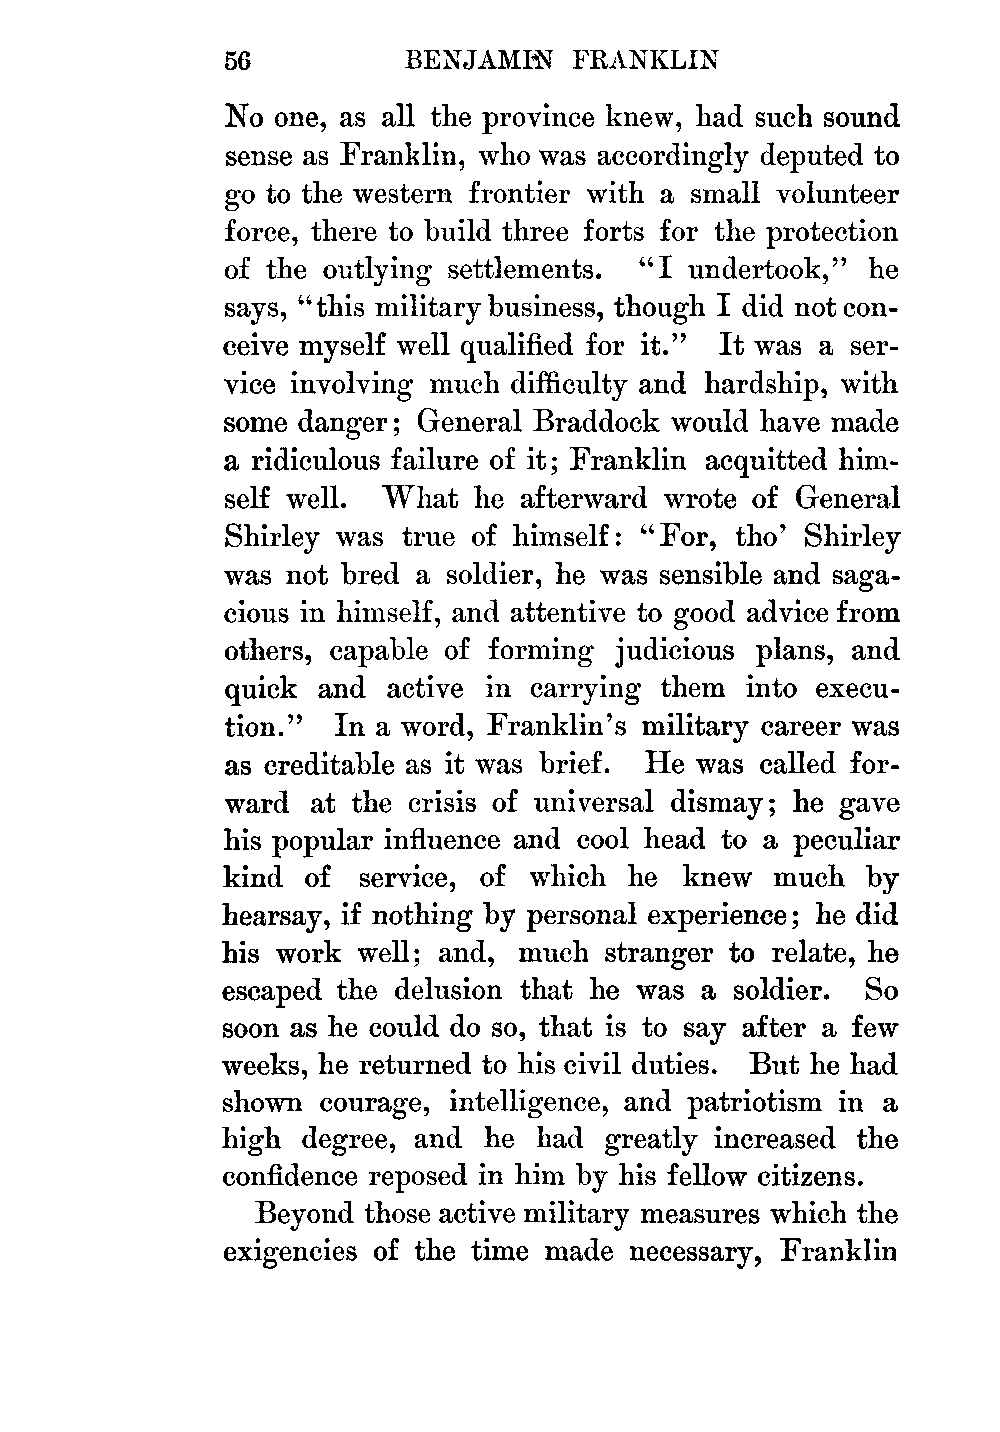 56 BENJAMIN FRANKLIN
No one, as all the province knew, had such sound
sense as Franklin, who was accordingly deputed to
go to the western frontier with a small volunteer
force, there to build three forts for the protection
of the outlying settlements. “I undertook,” he
says, “this military business, though I did not con-
ceive myself well qualified for it.” It was a ser-
vice involving much difficulty and hardship, with
some danger; General Braddock would have made
a ridiculous failure of it; Franklin acquitted him-
self well. What he afterward wrote of General
Shirley was true of himself: “For, tho’ Shirley
was not bred a soldier, he was sensible and saga-
cious in himself, and attentive to good advice from
others, capable of forming judicious plans, and
quick and active in carrying them into execu-
tion.” In a word, Franklin’s military career was
as creditable as it was brief. He was called for-
ward at the crisis of universal dismay; he gave
his popular influence and cool head to a peculiar
kind of service, of which he knew much by
hearsay, if nothing by personal experience; he did
his work well; and, much stranger to relate, he
escaped the delusion that he was a soldier. So
soon as he could do so, that is to say after a few
weeks, he returned to his civil duties. But he had
shown courage, intelligence, and patriotism in a
high degree, and he had greatly increased the
confidence reposed in him by his fellow citizens.
Beyond those active military measures which the
exigencies of the time made necessary, Franklin